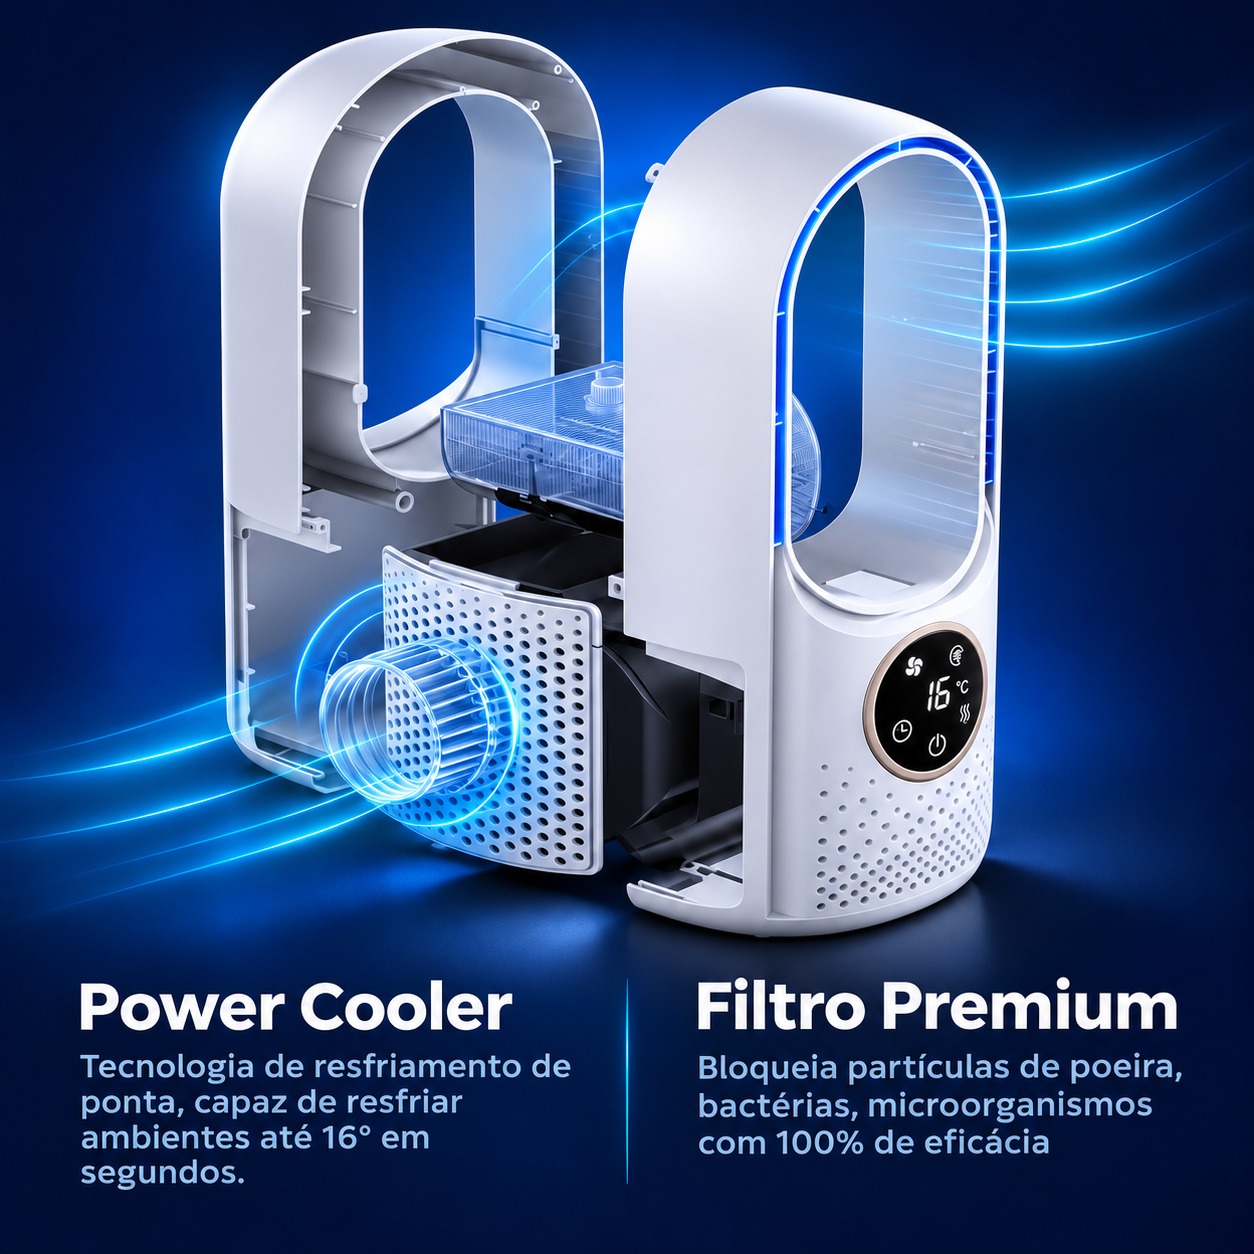 16 °C
Power Cooler
Tecnologia de resfriamento de
ponta, capaz de resfriar
ambientes até 16° em
segundos.
Filtro Premium
Bloqueia partículas de poeira,
bactérias, microorganismos
com 100% de eficácia